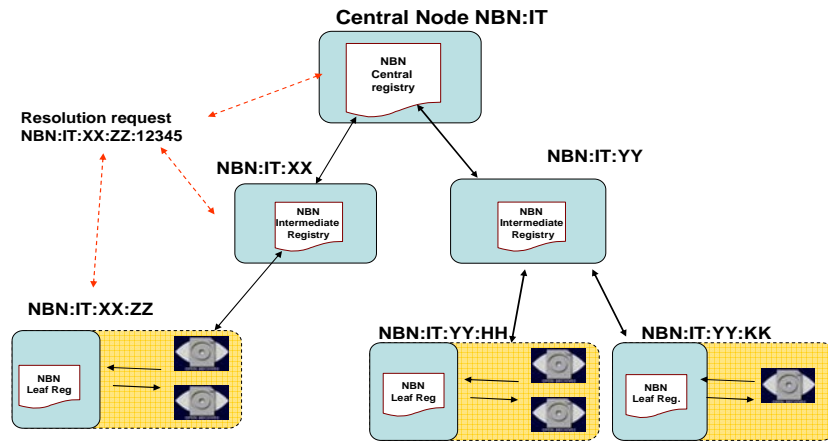 Central Node NBN:IT
NBN
Central
registry
Resolution request
NBN:IT:XX:ZZ:12345
NBN:IT:XX
NBN:IT:YY
NBN
Intermediate
Registry
NBN
Intermediate
Registry
NBN:IT:XX:ZZ
NBN:IT:YY:HH
NBN:IT:YY:KK
NBN
Leaf Reg
NBN
Leaf Reg
NBN
Leaf Reg.